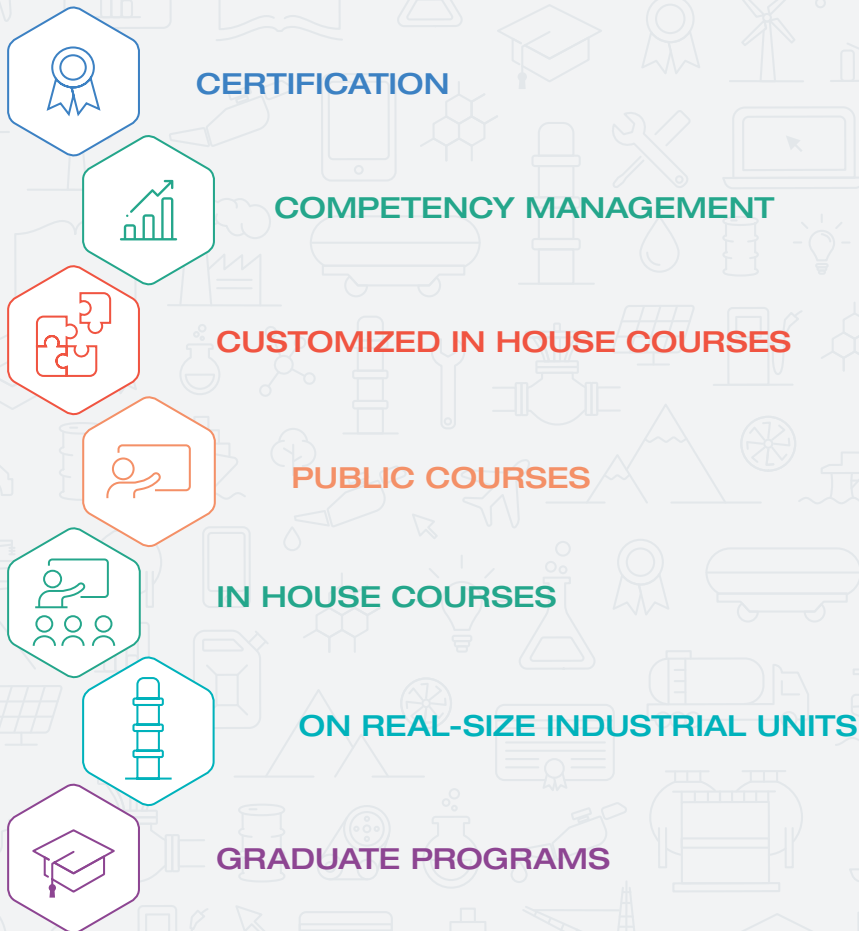 CERTIFICATION
COMPETENCY MANAGEMENT
CUSTOMIZED IN HOUSE COURSES
PUBLIC COURSES
IN HOUSE COURSES
ON REAL-SIZE INDUSTRIAL UNITS
GRADUATE PROGRAMS